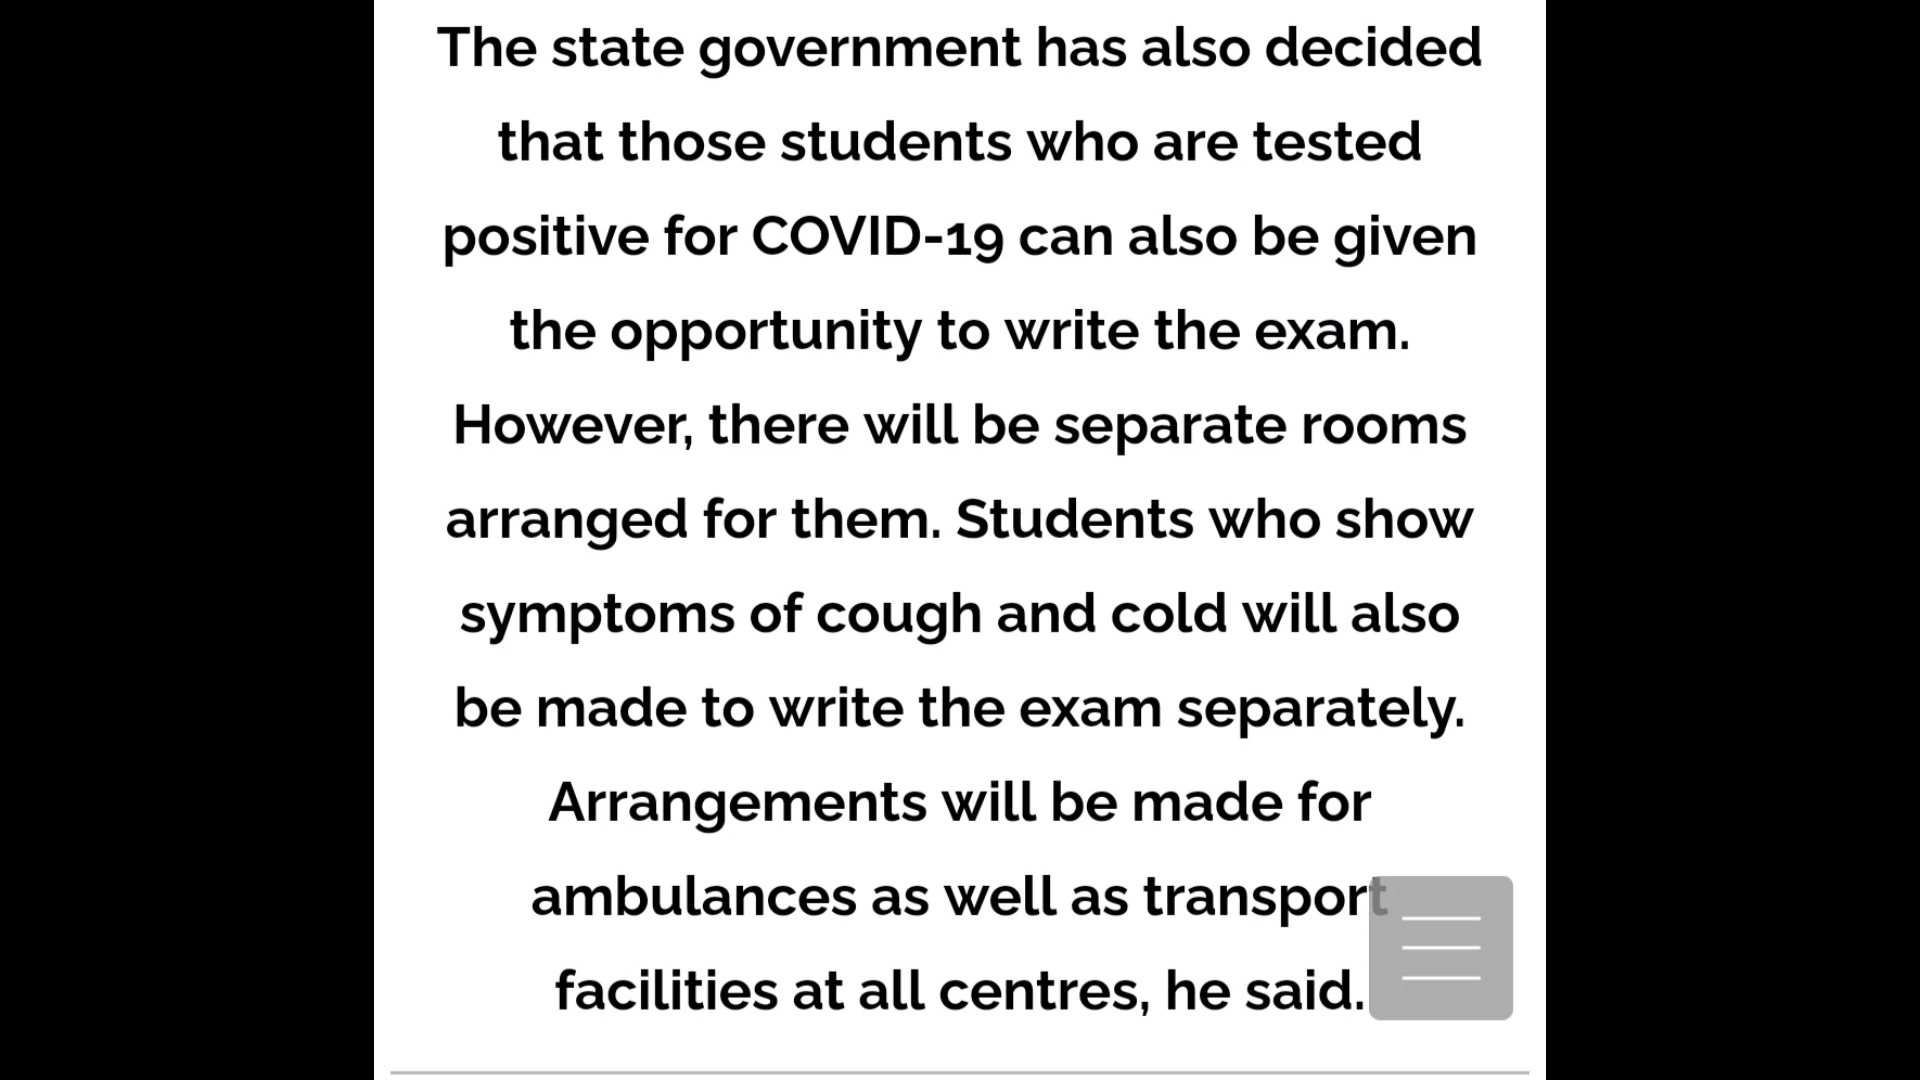 The state government has also decided
that those students who are tested
positive for COVID-19 can also be given
the opportunity to write the exam.
However, there will be separate rooms
arranged for them. Students who show
symptoms of cough and cold will also
be made to write the exam separately.
Arrangements will be made for
ambulances as well as transport
facilities at all centres, he said.